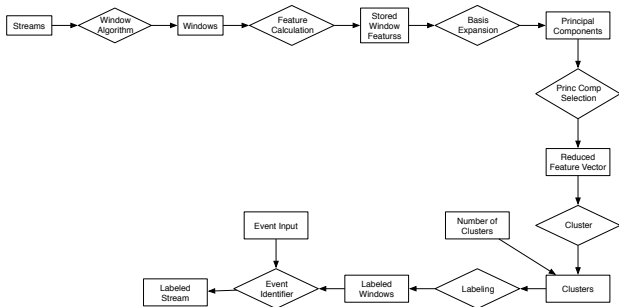 Streams
Window
Algorithm
Windows
Feature
Calculation
Stored
Window
Featurss
Basis
Expansion
Principal
Components
Princ Comp
Selection
Reduced
Feature Vector
Cluster
Number of
Clusters
Clusters
Labeling
Labeled
Windows
Event Input
Event
Identifier
Labeled
Stream